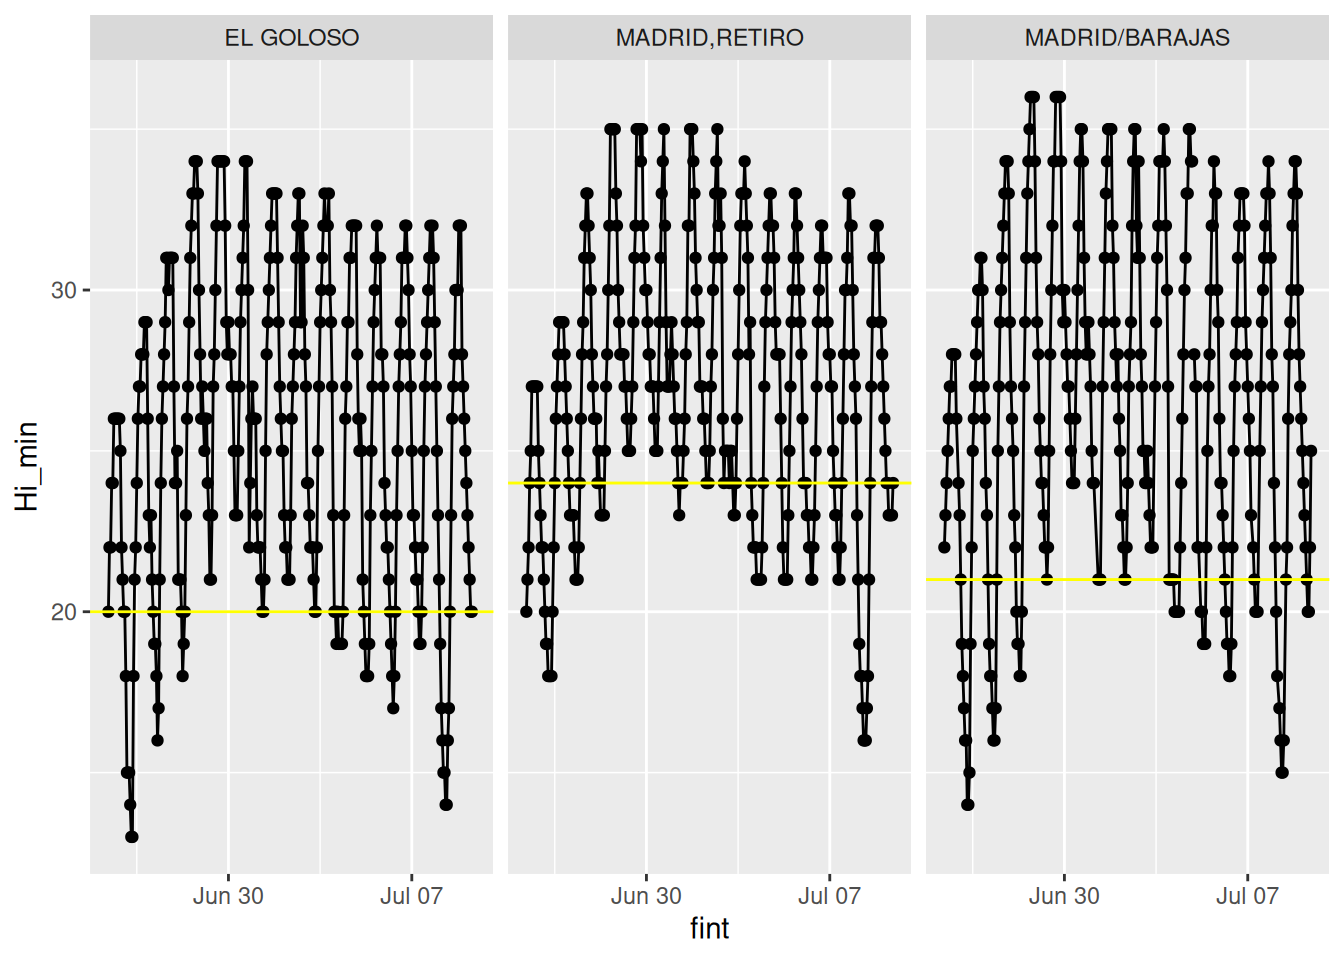 EL GOLOSO
MADRID,RETIRO
MADRID/BARAJAS
Hi_min
30
20
Jun 30
Jul 07
Jun 30
Jul 07
Jun 30
Jul 07
fint